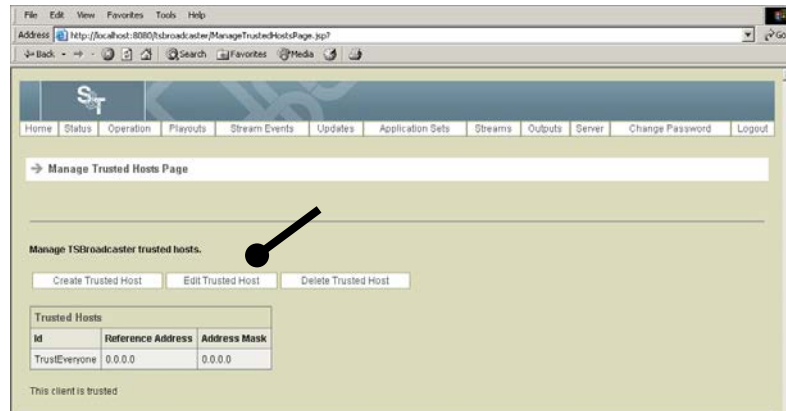 File Edit View Favorites Tools Help
Address http://localhost:8080/tsbroadcaster/ManageTrustedHostsPage.jsp? Go
Back Search Favorites Media
S&T
Home Status Operation Playouts Stream Events Updates Application Sets Streams Outputs Server Change Password Logout
Manage Trusted Hosts Page
Manage TSBroadcaster trusted hosts.
Create Trusted Host Edit Trusted Host Delete Trusted Host
Trusted Hosts
Id Reference Address Address Mask
TrustEveryone 0.0.0.0 0.0.0.0
This client is trusted